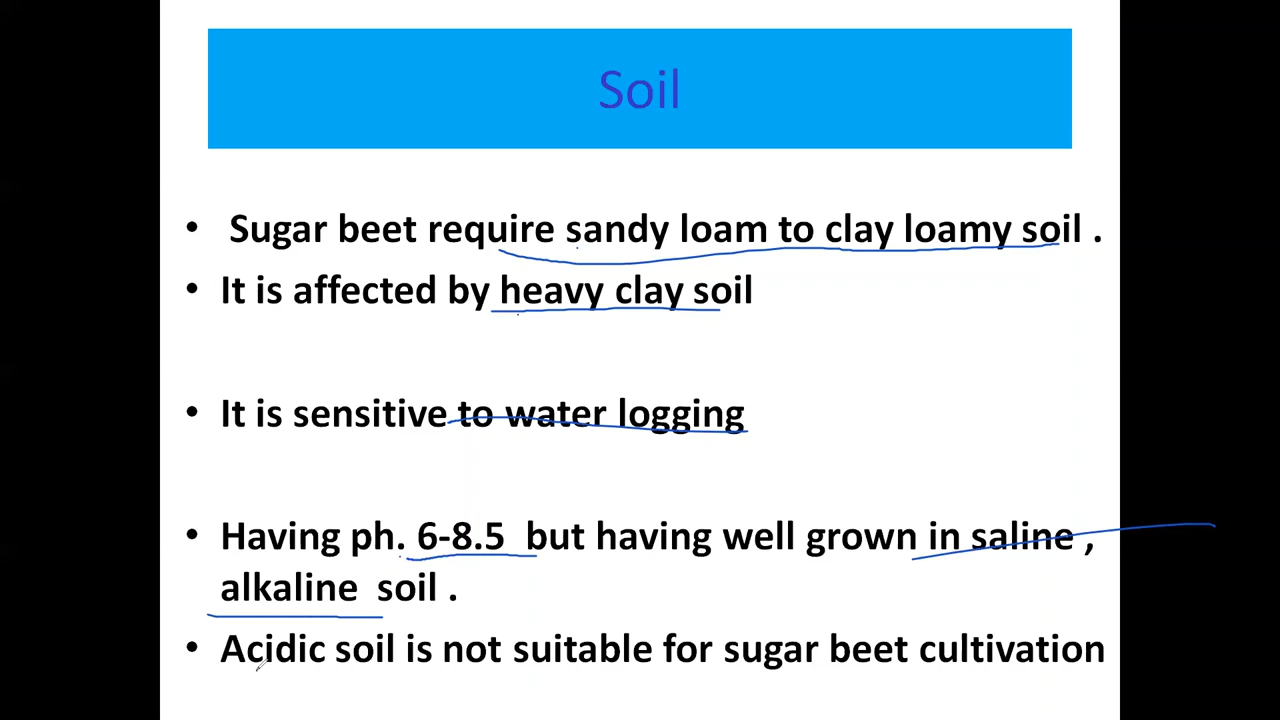 Soil
• Sugar beet require sandy loam to clay loamy soil .
• It is affected by heavy clay soil
• It is sensitive to water logging
• Having ph. 6-8.5 but having well grown in saline ,
alkaline soil .
• Acidic soil is not suitable for sugar beet cultivation